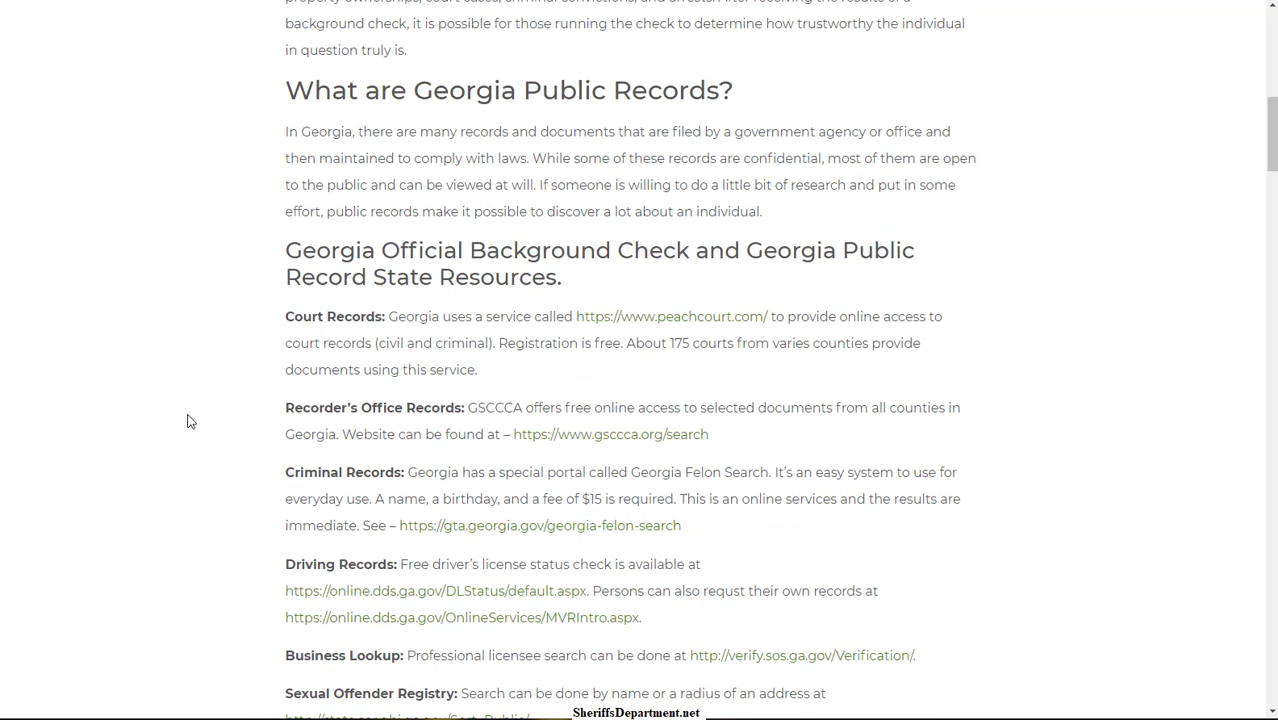 background check, it is possible for those running the check to determine how trustworthy the individual
in question truly is.
What are Georgia Public Records?
In Georgia, there are many records and documents that are filed by a government agency or office and
then maintained to comply with laws. While some of these records are confidential, most of them are open
to the public and can be viewed at will. If someone is willing to do a little bit of research and put in some
effort, public records make it possible to discover a lot about an individual.
Georgia Official Background Check and Georgia Public
Record State Resources.
Court Records: Georgia uses a service called https://www.peachcourt.com/ to provide online access to
court records (civil and criminal). Registration is free. About 175 courts from varies counties provide
documents using this service.
Recorder’s Office Records: GSCCCA offers free online access to selected documents from all counties in
Georgia. Website can be found at – https://www.gsccca.org/search
Criminal Records: Georgia has a special portal called Georgia Felon Search. It’s an easy system to use for
everyday use. A name, a birthday, and a fee of $15 is required. This is an online services and the results are
immediate. See – https://gta.georgia.gov/georgia-felon-search
Driving Records: Free driver’s license status check is available at
https://online.dds.ga.gov/DLStatus/default.aspx. Persons can also requst their own records at
https://online.dds.ga.gov/OnlineServices/MVRIntro.aspx.
Business Lookup: Professional licensee search can be done at http://verify.sos.ga.gov/Verification/.
Sexual Offender Registry: Search can be done by name or a radius of an address at
SheriffsDepartment.net